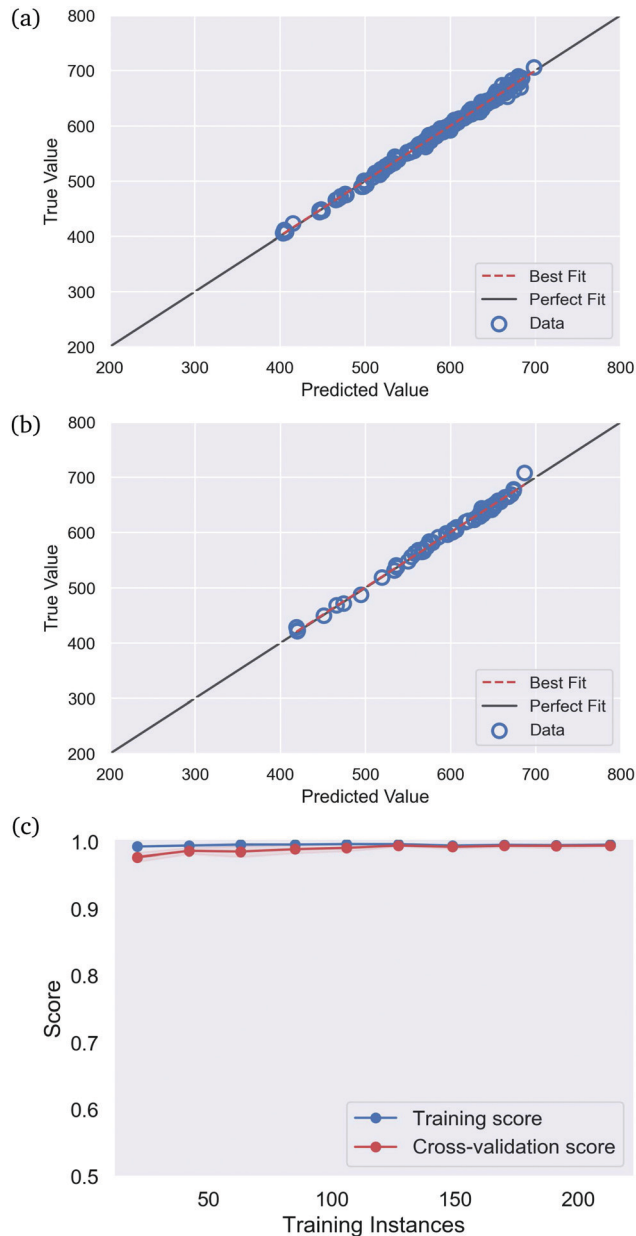 (a)
800
700
600
500
400
300
200
True Value
200 300 400 500 600 700 800
Predicted Value
Best Fit
Perfect Fit
Data
(b)
800
700
600
500
400
300
200
True Value
200 300 400 500 600 700 800
Predicted Value
Best Fit
Perfect Fit
Data
(c)
1.0
0.9
0.8
0.7
0.6
0.5
Score
Training score
Cross-validation score
50 100 150 200
Training Instances